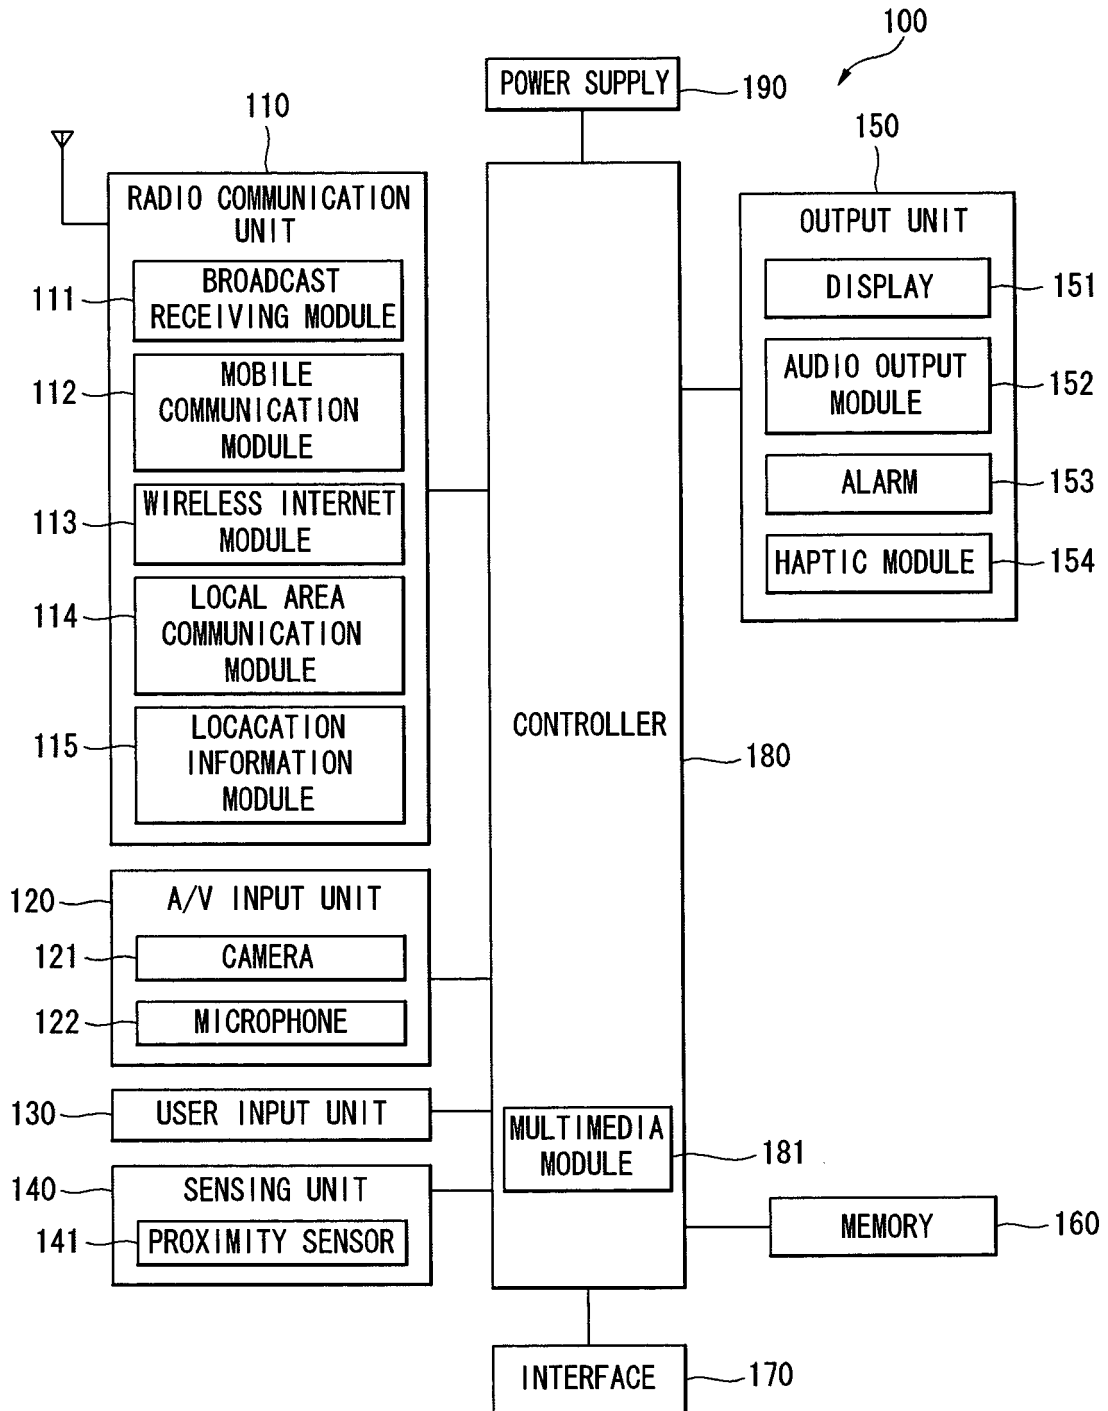 100
POWER SUPPLY
190
110
RADIO COMMUNICATION
UNIT
111
BROADCAST
RECEIVING MODULE
112
MOBILE
COMMUNICATION
MODULE
113
WIRELESS INTERNET
MODULE
114
LOCAL AREA
COMMUNICATION
MODULE
115
LOCACATION
INFORMATION
MODULE
120
A/V INPUT UNIT
121
CAMERA
122
MICROPHONE
130
USER INPUT UNIT
140
SENSING UNIT
141
PROXIMITY SENSOR
CONTROLLER
180
MULTIMEDIA
MODULE
181
150
OUTPUT UNIT
DISPLAY
151
AUDIO OUTPUT
MODULE
152
ALARM
153
HAPTIC MODULE
154
MEMORY
160
INTERFACE
170